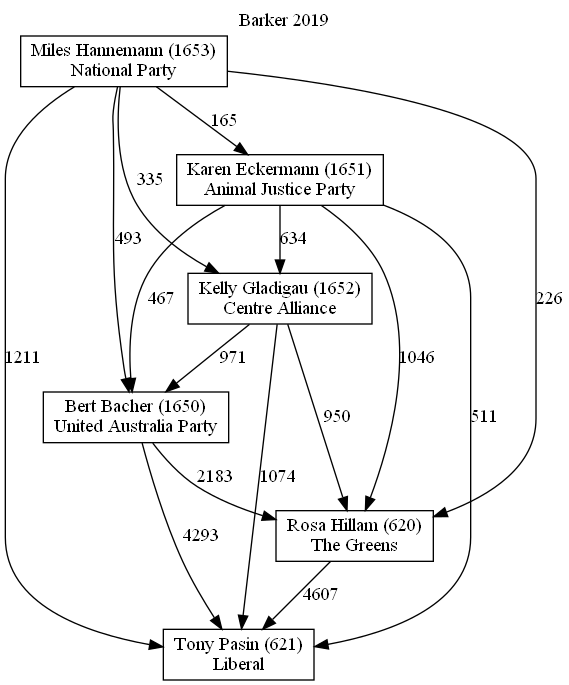 Barker 2019
Miles Hannemann (1653)
National Party
165
Karen Eckermann (1651)
Animal Justice Party
335
493
634
467
226
Kelly Gladigau (1652)
Centre Alliance
1211
971
1046
Bert Bacher (1650)
United Australia Party
950
511
2183
1074
Rosa Hillam (620)
The Greens
4293
4607
Tony Pasin (621)
Liberal